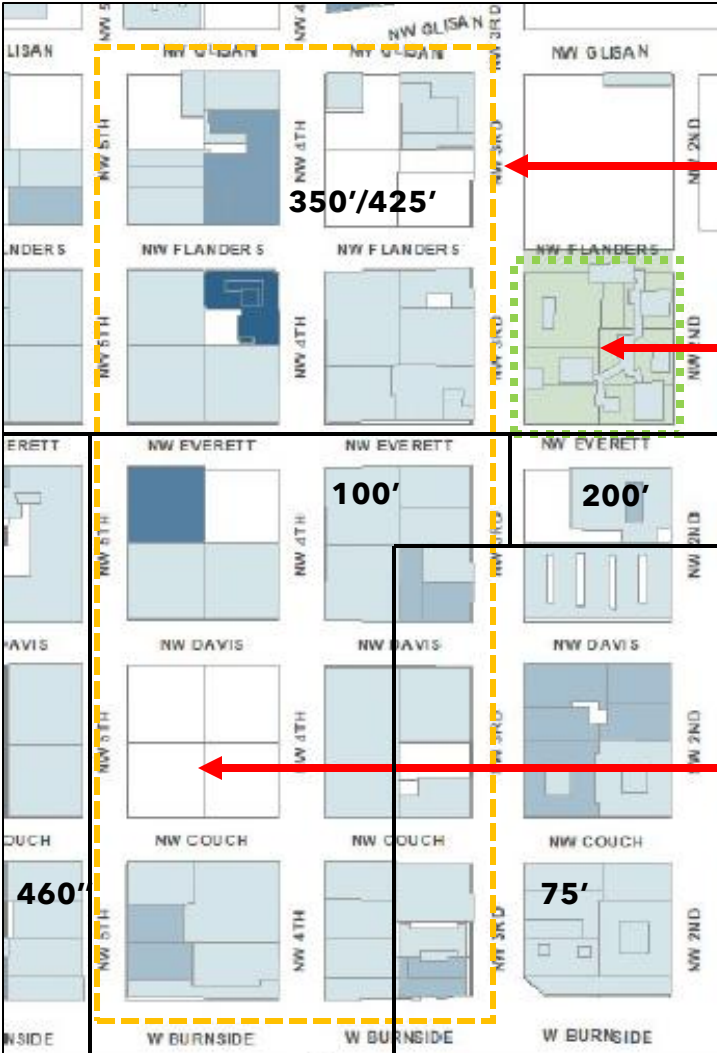 NW GLISAN
LISAN
NW GLISAN
NW GLISAN
NW GLISAN
NW 5TH
NW 4TH
NW 3RD
NW 2ND
350'/425'
NDERS
NW FLANDERS
NW FLANDERS
NW FLANDERS
NW 5TH
NW 4TH
NW 3RD
NW 2ND
ERETT
NW EVERETT
NW EVERETT
NW EVERETT
100'
200'
NW 5TH
NW 4TH
NW 3RD
NW 2ND
AVIS
NW DAVIS
NW DAVIS
NW DAVIS
NW 5TH
NW 4TH
NW 3RD
NW 2ND
OUCH
NW COUCH
NW COUCH
NW COUCH
460'
75'
NW 5TH
NW 4TH
NW 3RD
NW 2ND
NSIDE
W BURNSIDE
W BURNSIDE
W BURNSIDE